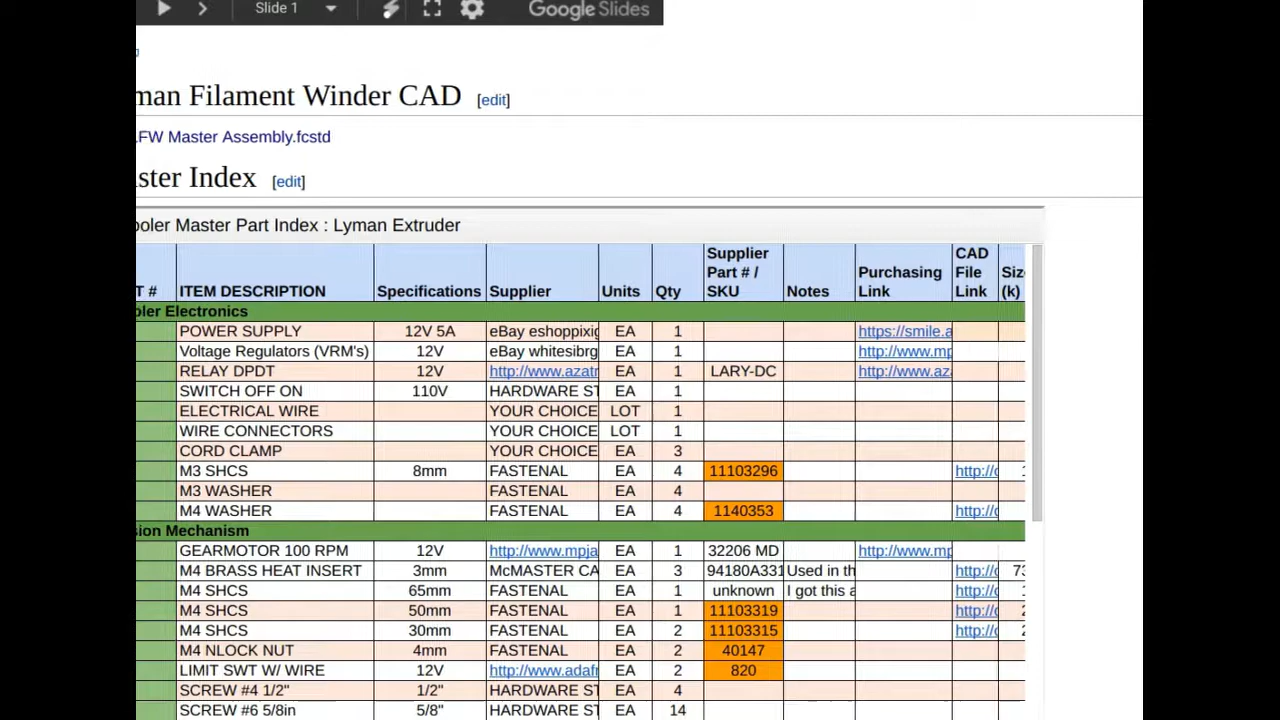 Slide 1 Google Slides
man Filament Winder CAD [edit]
FW Master Assembly.fcstd
ster Index [edit]
ooler Master Part Index : Lyman Extruder
T # ITEM DESCRIPTION Specifications Supplier Units Qty Supplier Part # / SKU Notes Purchasing Link CAD File Link Size (k)
oler Electronics
POWER SUPPLY 12V 5A eBay eshoppixig EA 1 https://smile.a
Voltage Regulators (VRM's) 12V eBay whitesibrg EA 1 http://www.mp
RELAY DPDT 12V http://www.azatr EA 1 LARY-DC http://www.az
SWITCH OFF ON 110V HARDWARE ST EA 1
ELECTRICAL WIRE YOUR CHOICE LOT 1
WIRE CONNECTORS YOUR CHOICE LOT 1
CORD CLAMP YOUR CHOICE EA 3
M3 SHCS 8mm FASTENAL EA 4 11103296 http://c
M3 WASHER FASTENAL EA 4
M4 WASHER FASTENAL EA 4 1140353 http://c
sion Mechanism
GEARMOTOR 100 RPM 12V http://www.mpja EA 1 32206 MD http://www.mp
M4 BRASS HEAT INSERT 3mm McMASTER CA EA 3 94180A331 Used in th http://c 73
M4 SHCS 65mm FASTENAL EA 1 unknown I got this a http://c
M4 SHCS 50mm FASTENAL EA 1 11103319 http://c 2
M4 SHCS 30mm FASTENAL EA 2 11103315 http://c 2
M4 NLOCK NUT 4mm FASTENAL EA 2 40147
LIMIT SWT W/ WIRE 12V http://www.adafr EA 2 820
SCREW #4 1/2" 1/2" HARDWARE ST EA 4
SCREW #6 5/8in 5/8" HARDWARE ST EA 14